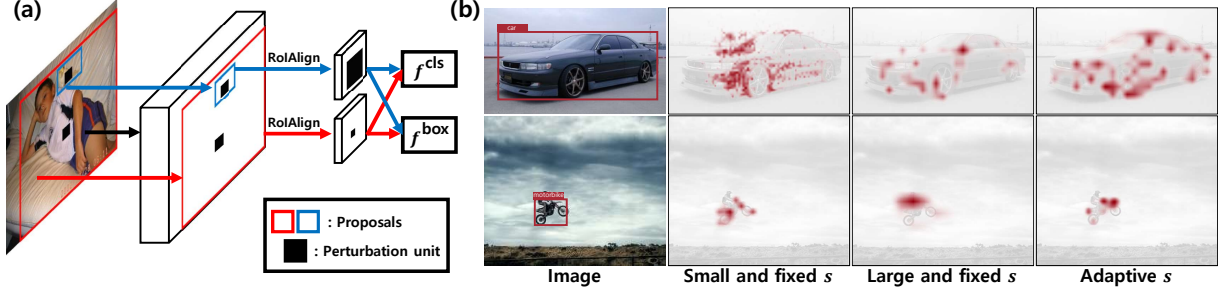 (a)
RoIAlign
RoIAlign
f^cls
f^box
: Proposals
: Perturbation unit
(b)
car
motorbike
Image
Small and fixed s
Large and fixed s
Adaptive s